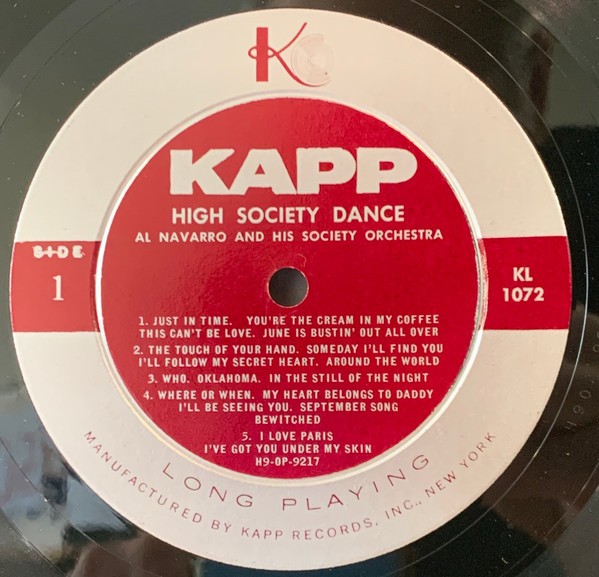 K
KAPP
HIGH SOCIETY DANCE
AL NAVARRO AND HIS SOCIETY ORCHESTRA
SIDE
1
KL
1072
1. JUST IN TIME. YOU'RE THE CREAM IN MY COFFEE
THIS CAN'T BE LOVE. JUNE IS BUSTIN' OUT ALL OVER
2. THE TOUCH OF YOUR HAND. SOMEDAY I'LL FIND YOU
I'LL FOLLOW MY SECRET HEART. AROUND THE WORLD
3. WHO. OKLAHOMA. IN THE STILL OF THE NIGHT
4. WHERE OR WHEN. MY HEART BELONGS TO DADDY
I'LL BE SEEING YOU. SEPTEMBER SONG
BEWITCHED
5. I LOVE PARIS
I'VE GOT YOU UNDER MY SKIN
H9-OP-9217
LONG PLAYING
MANUFACTURED BY KAPP RECORDS, INC., NEW YORK